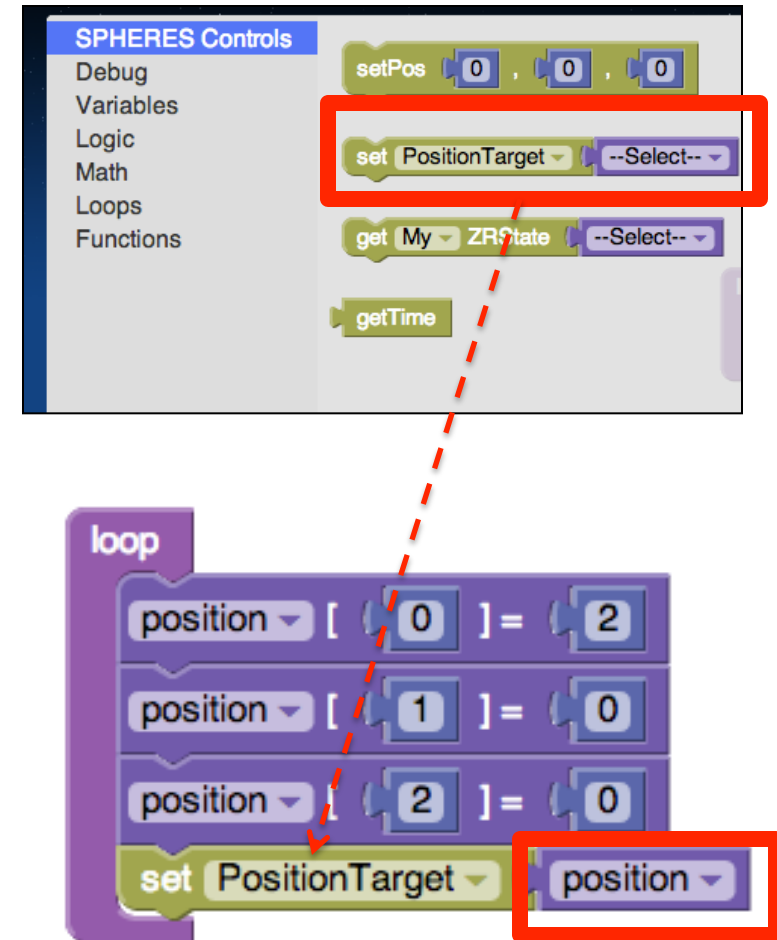 SPHERES Controls
Debug
Variables
Logic
Math
Loops
Functions
setPos 0 , 0 , 0
set PositionTarget --Select--
get My ZRState --Select--
getTime
loop
position [ 0 ] = 2
position [ 1 ] = 0
position [ 2 ] = 0
set PositionTarget position